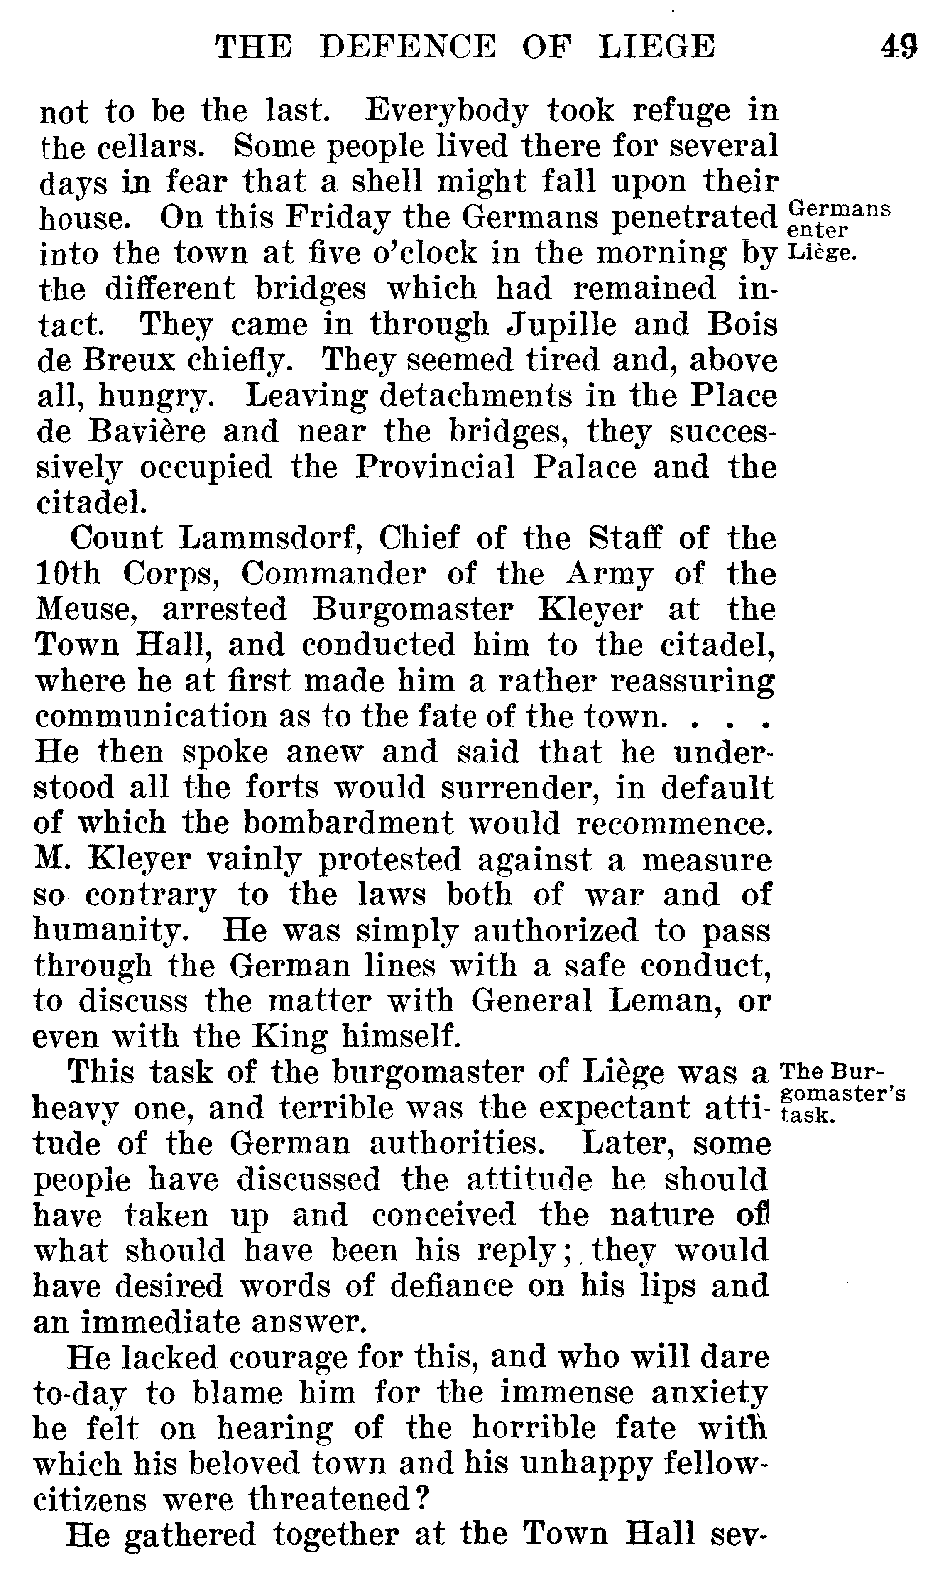 THE DEFENCE OF LIEGE 49
not to be the last. Everybody took refuge in
the cellars. Some people lived there for several
days in fear that a shell might fall upon their
house. On this Friday the Germans penetrated
into the town at five o'clock in the morning by
the different bridges which had remained in-
tact. They came in through Jupille and Bois
de Breux chiefly. They seemed tired and, above
all, hungry. Leaving detachments in the Place
de Bavière and near the bridges, they succes-
sively occupied the Provincial Palace and the
citadel.
Germans
enter
Liège.
Count Lammsdorf, Chief of the Staff of the
10th Corps, Commander of the Army of the
Meuse, arrested Burgomaster Kleyer at the
Town Hall, and conducted him to the citadel,
where he at first made him a rather reassuring
communication as to the fate of the town. . . .
He then spoke anew and said that he under-
stood all the forts would surrender, in default
of which the bombardment would recommence.
M. Kleyer vainly protested against a measure
so contrary to the laws both of war and of
humanity. He was simply authorized to pass
through the German lines with a safe conduct,
to discuss the matter with General Leman, or
even with the King himself.
This task of the burgomaster of Liège was a
heavy one, and terrible was the expectant atti-
tude of the German authorities. Later, some
people have discussed the attitude he should
have taken up and conceived the nature of
what should have been his reply; they would
have desired words of defiance on his lips and
an immediate answer.
The Bur-
gomaster's
task.
He lacked courage for this, and who will dare
to-day to blame him for the immense anxiety
he felt on hearing of the horrible fate with
which his beloved town and his unhappy fellow-
citizens were threatened?
He gathered together at the Town Hall sev-